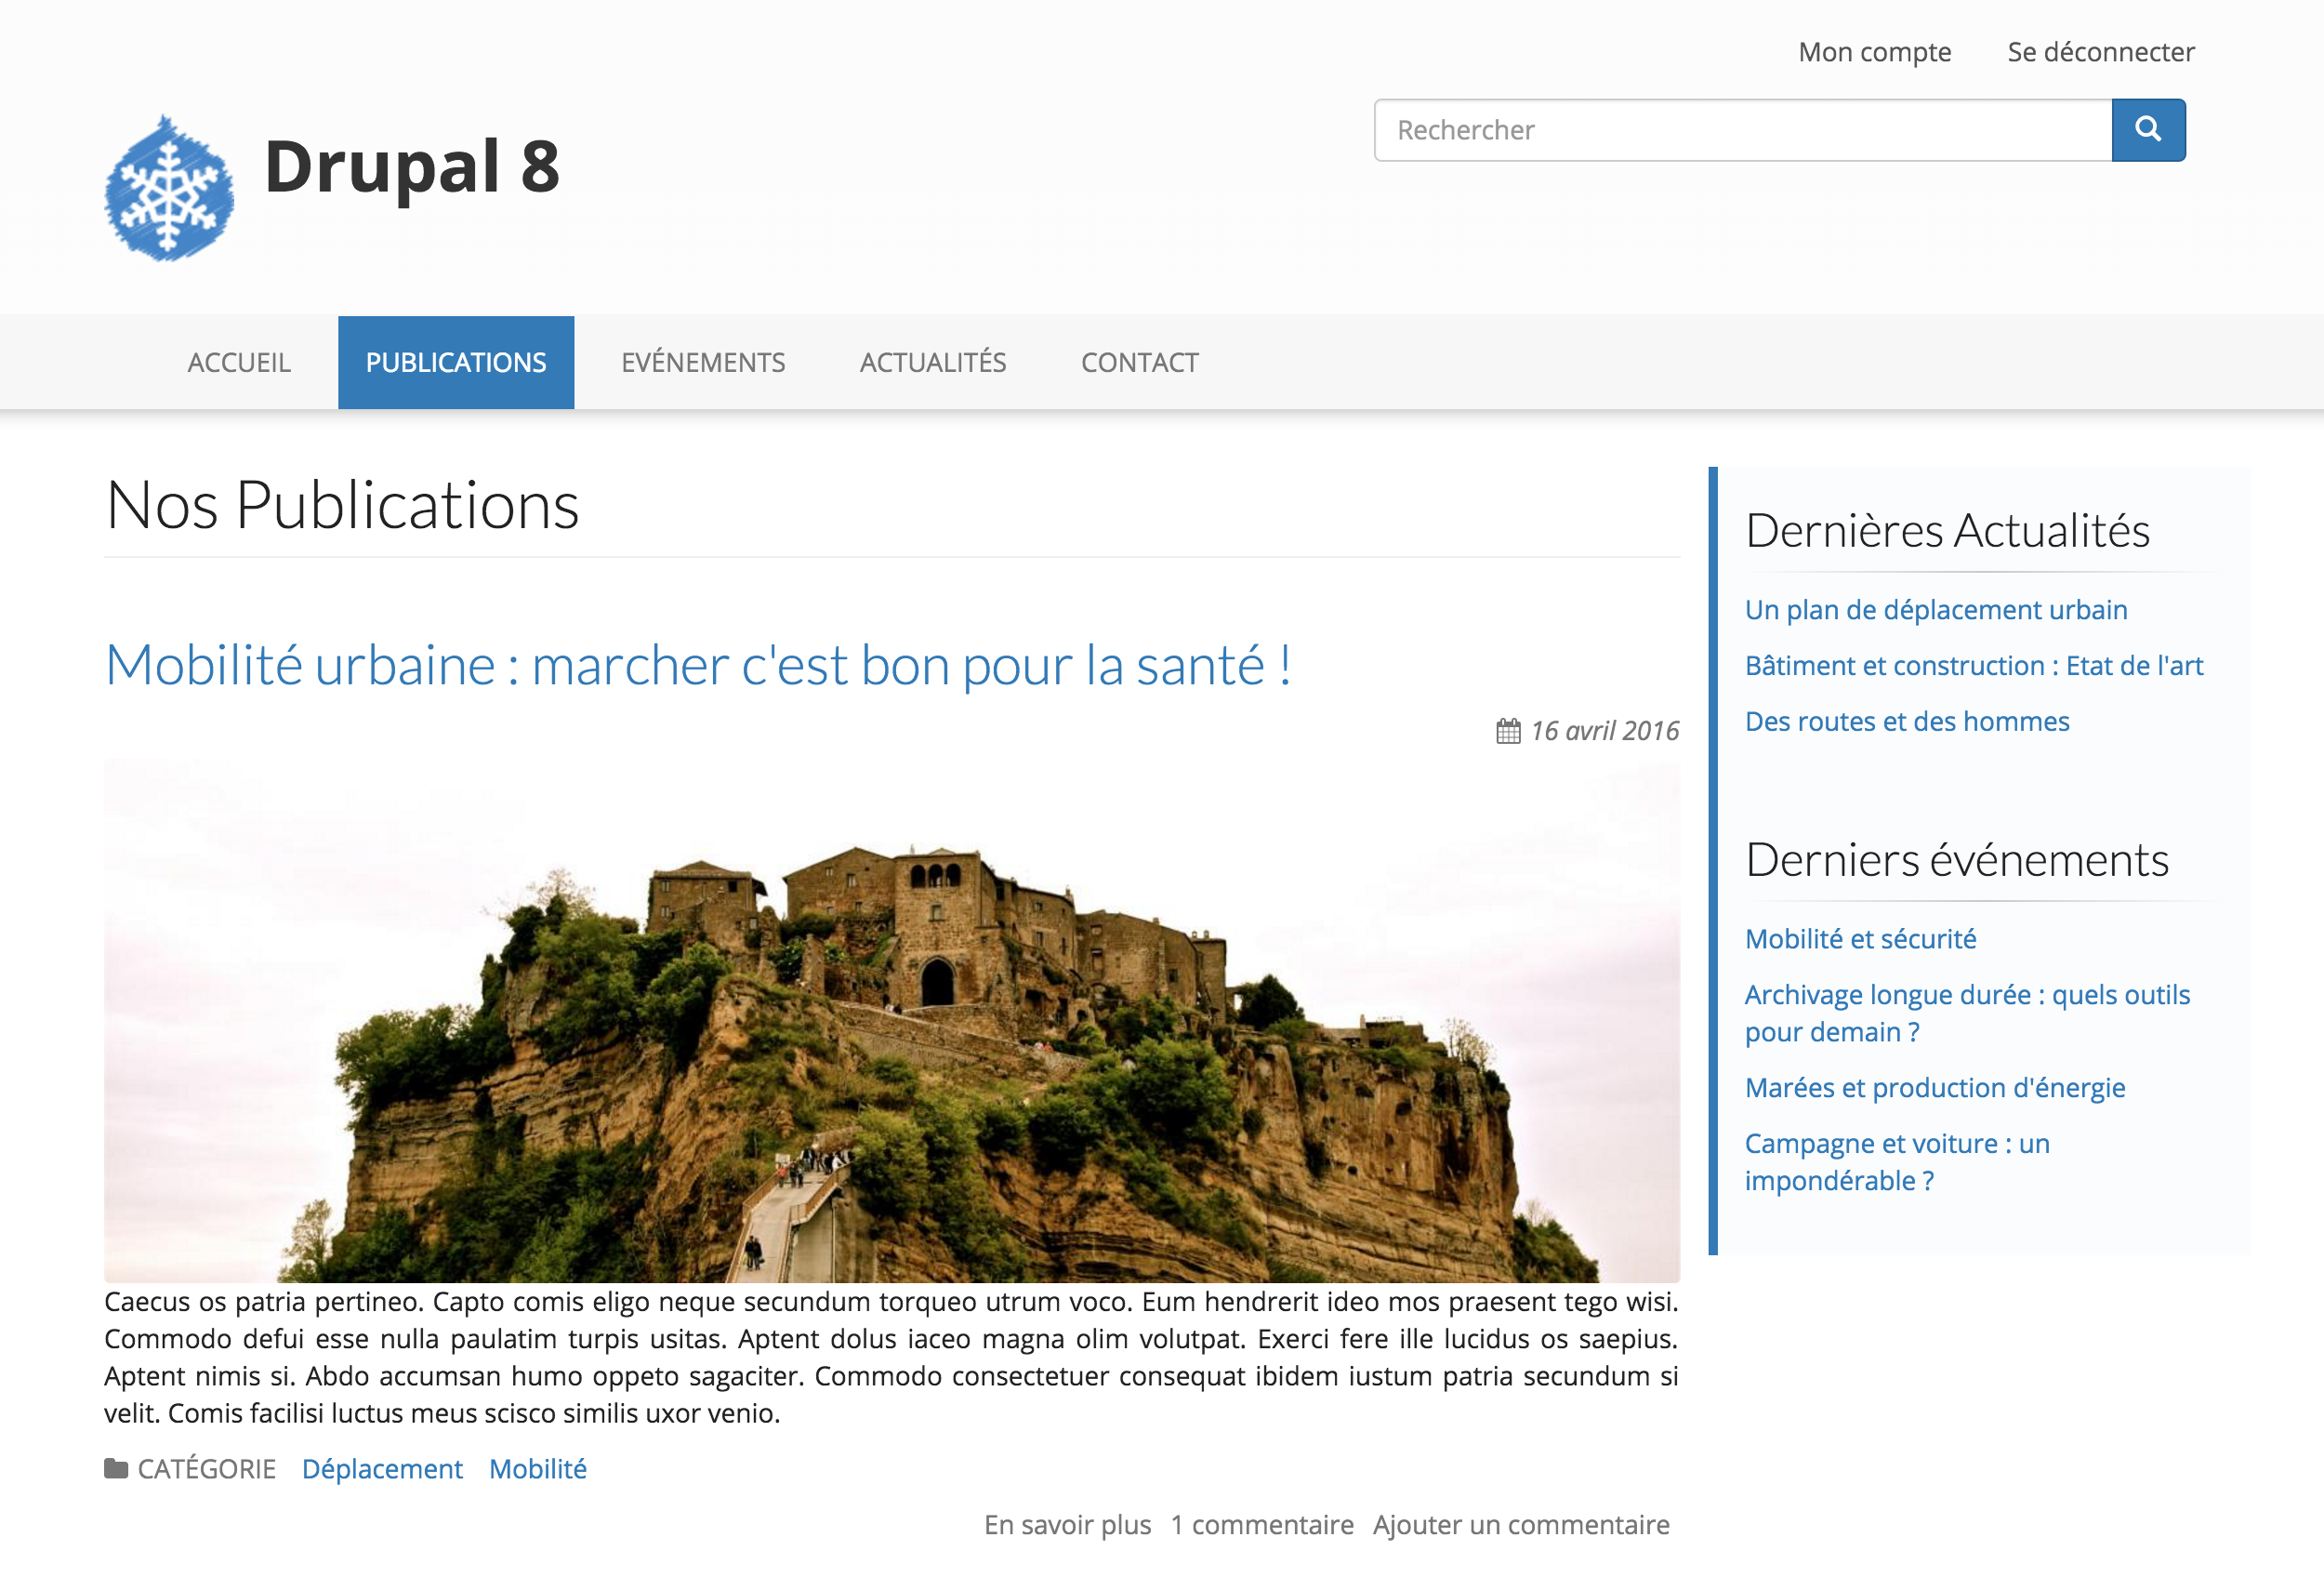 Mon compte Se déconnecter
Rechercher
Drupal 8
ACCUEIL PUBLICATIONS EVÉNEMENTS ACTUALITÉS CONTACT
Nos Publications
Mobilité urbaine : marcher c'est bon pour la santé !
16 avril 2016
Caecus os patria pertineo. Capto comis eligo neque secundum torqueo utrum voco. Eum hendrerit ideo mos praesent tego wisi.
Commodo defui esse nulla paulatim turpis usitas. Aptent dolus iaceo magna olim volutpat. Exerci fere ille lucidus os saepius.
Aptent nimis si. Abdo accumsan humo oppeto sagaciter. Commodo consectetuer consequat ibidem iustum patria secundum si
velit. Comis facilisi luctus meus scisco similis uxor venio.
CATÉGORIE Déplacement Mobilité
En savoir plus 1 commentaire Ajouter un commentaire
Dernières Actualités
Un plan de déplacement urbain
Bâtiment et construction : Etat de l'art
Des routes et des hommes
Derniers événements
Mobilité et sécurité
Archivage longue durée : quels outils
pour demain ?
Marées et production d'énergie
Campagne et voiture : un
impondérable ?